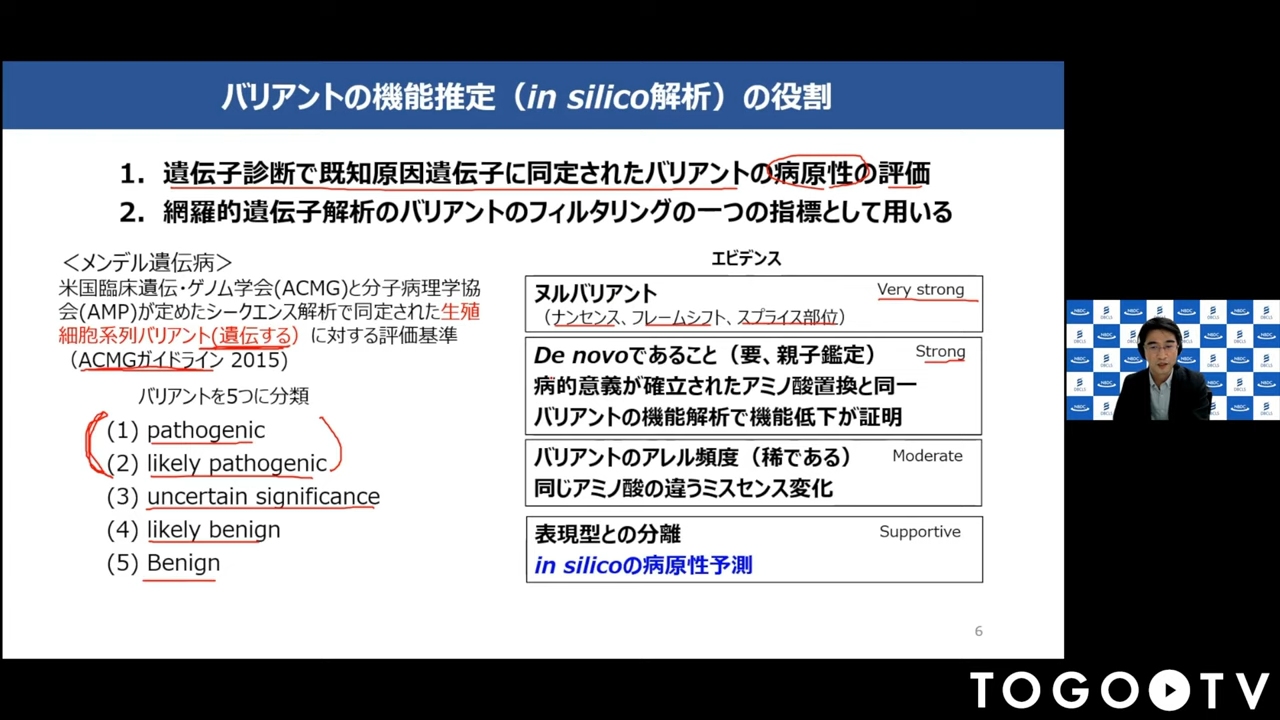 バリアントの機能推定（in silico解析）の役割
1. 遺伝子診断で既知原因遺伝子に同定されたバリアントの病原性の評価
2. 網羅的遺伝子解析のバリアントのフィルタリングの一つの指標として用いる
＜メンデル遺伝病＞
米国臨床遺伝・ゲノム学会(ACMG)と分子病理学協
会(AMP)が定めたシークエンス解析で同定された生殖
細胞系列バリアント(遺伝する）に対する評価基準
（ACMGガイドライン 2015)
バリアントを5つに分類
(1) pathogenic
(2) likely pathogenic
(3) uncertain significance
(4) likely benign
(5) Benign
エビデンス
ヌルバリアント Very strong
（ナンセンス、フレームシフト、スプライス部位）
De novoであること（要、親子鑑定） Strong
病的意義が確立されたアミノ酸置換と同一
バリアントの機能解析で機能低下が証明
バリアントのアレル頻度（稀である） Moderate
同じアミノ酸の違うミスセンス変化
表現型との分離 Supportive
in silicoの病原性予測
6
TOGO TV